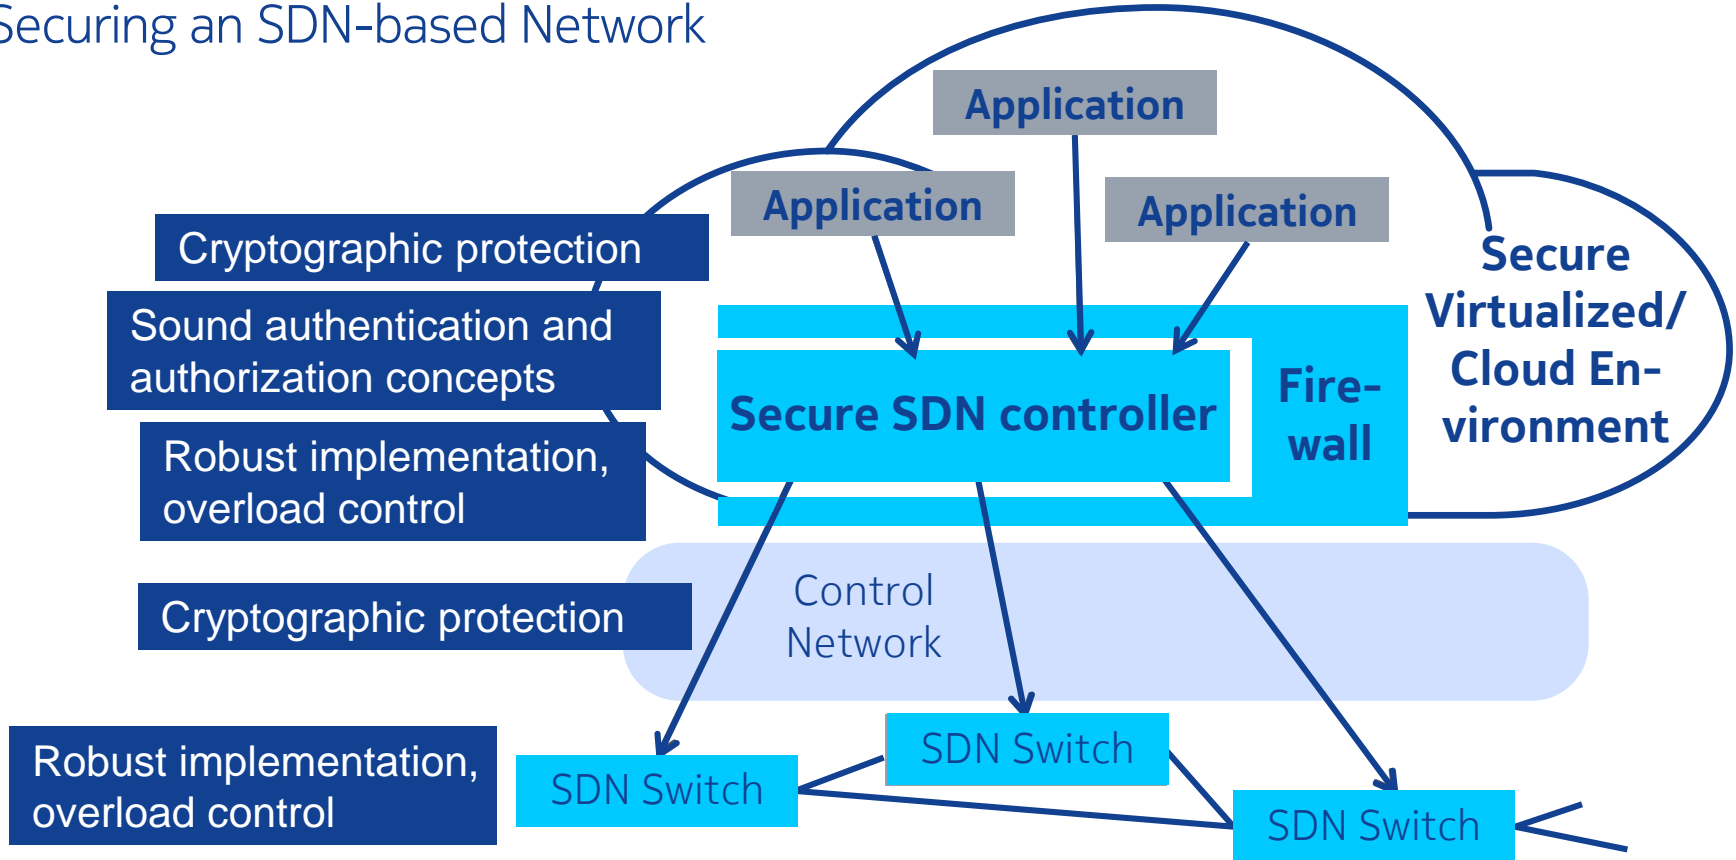 Securing an SDN-based Network
Application
Application
Application
Cryptographic protection
Sound authentication and
authorization concepts
Robust implementation,
overload control
Secure SDN controller
Fire-
wall
Secure
Virtualized/
Cloud En-
vironment
Cryptographic protection
Control
Network
Robust implementation,
overload control
SDN Switch
SDN Switch
SDN Switch